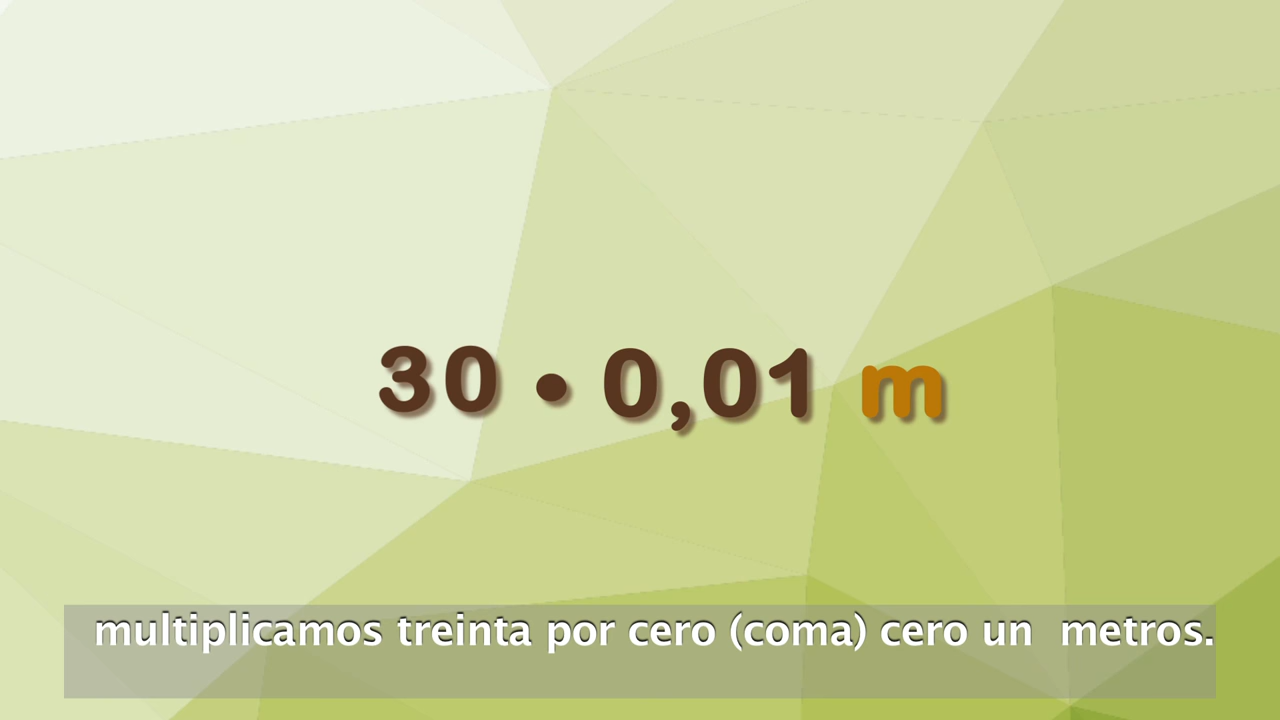 30 • 0,01 m
multiplicamos treinta por cero (coma) cero un  metros.